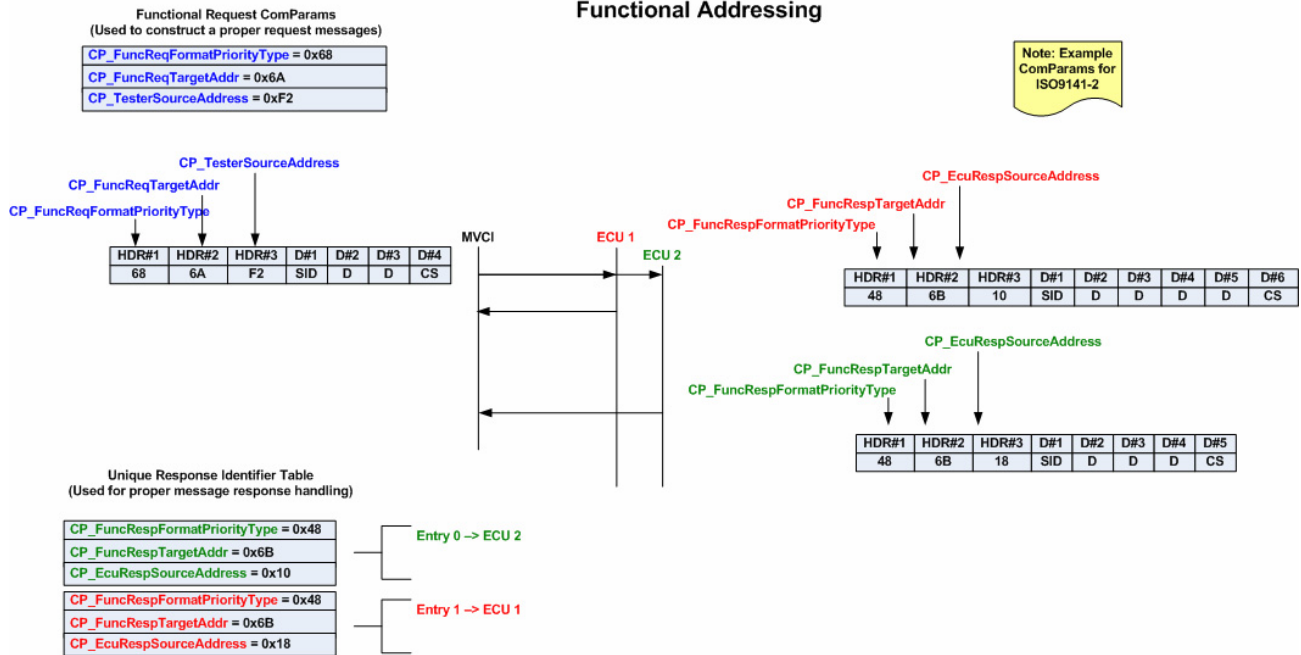 Functional Addressing
Functional Request ComParams
(Used to construct a proper request messages)
CP_FuncReqFormatPriorityType = 0x68
CP_FuncReqTargetAddr = 0x6A
CP_TesterSourceAddress = 0xF2
Note: Example
ComParams for
ISO9141-2
CP_TesterSourceAddress
CP_FuncReqTargetAddr
CP_FuncReqFormatPriorityType
HDR#1 HDR#2 HDR#3 D#1 D#2 D#3 D#4
68 6A F2 SID D D CS
MVCI
ECU 1
ECU 2
CP_EcuRespSourceAddress
CP_FuncRespTargetAddr
CP_FuncRespFormatPriorityType
HDR#1 HDR#2 HDR#3 D#1 D#2 D#3 D#4 D#5 D#6
48 6B 10 SID D D D D CS
CP_EcuRespSourceAddress
CP_FuncRespTargetAddr
CP_FuncRespFormatPriorityType
HDR#1 HDR#2 HDR#3 D#1 D#2 D#3 D#4 D#5
48 6B 18 SID D D D CS
Unique Response Identifier Table
(Used for proper message response handling)
CP_FuncRespFormatPriorityType = 0x48
CP_FuncRespTargetAddr = 0x6B
CP_EcuRespSourceAddress = 0x10
Entry 0 --> ECU 2
CP_FuncRespFormatPriorityType = 0x48
CP_FuncRespTargetAddr = 0x6B
CP_EcuRespSourceAddress = 0x18
Entry 1 --> ECU 1